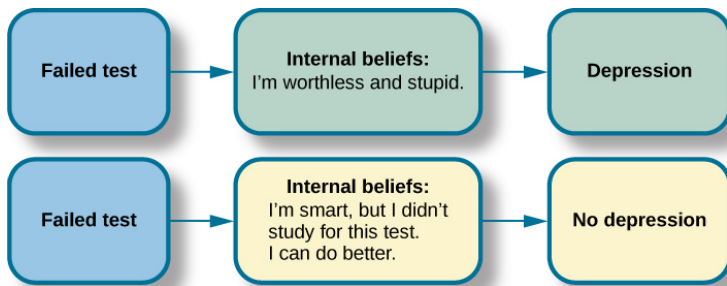 Failed test
Internal beliefs:
I'm worthless and stupid.
Depression
Failed test
Internal beliefs:
I'm smart, but I didn't
study for this test.
I can do better.
No depression